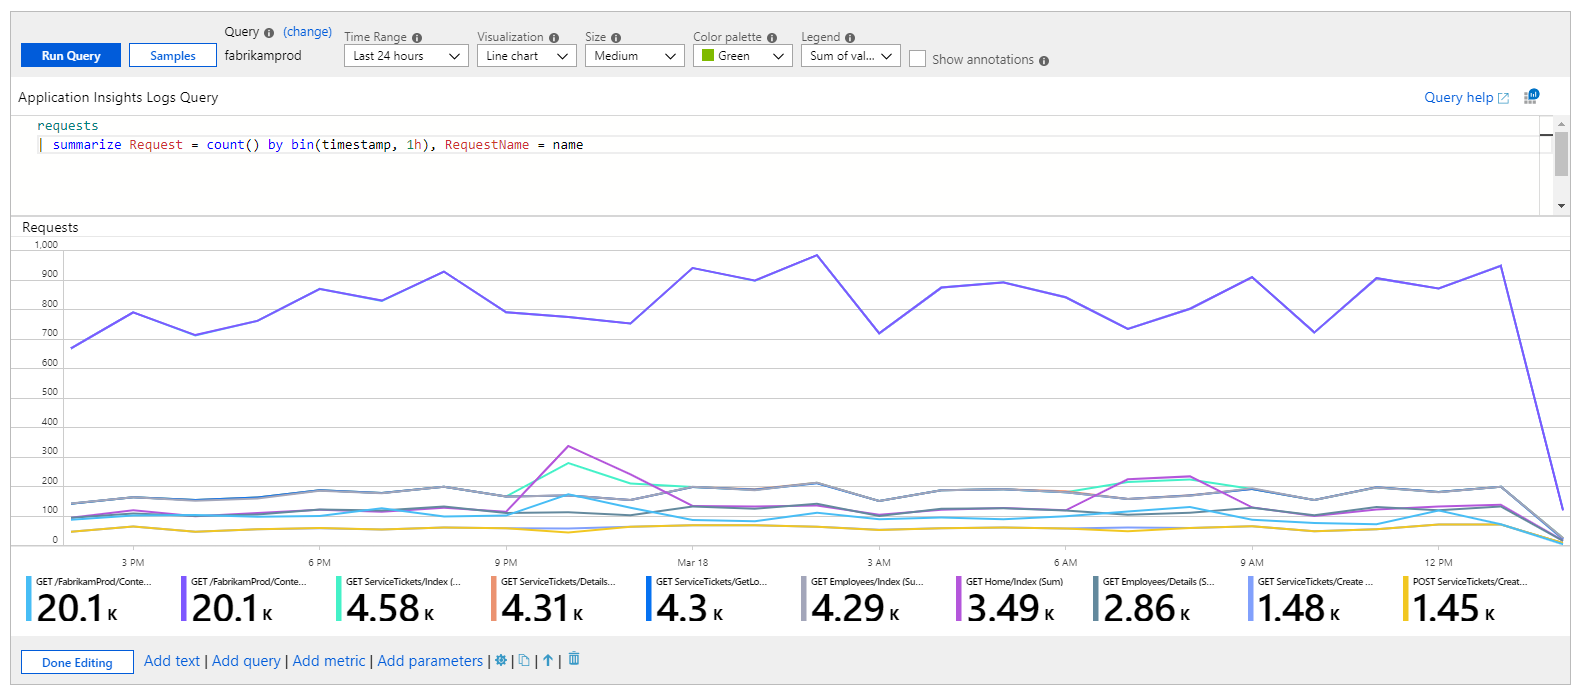 Query (change)
Time Range
Visualization
Size
Color palette
Legend
Run Query
Samples
fabrikamprod
Last 24 hours
Line chart
Medium
Green
Sum of val...
Show annotations
Application Insights Logs Query
Query help
requests
| summarize Request = count() by bin(timestamp, 1h), RequestName = name
Requests
1,000
900
800
700
600
500
400
300
200
100
0
3 PM
6 PM
9 PM
Mar 18
3 AM
6 AM
9 AM
12 PM
GET /FabrikamProd/Conte...
20.1 K
GET /FabrikamProd/Conte...
20.1 K
GET ServiceTickets/Index (...
4.58 K
GET ServiceTickets/Details...
4.31 K
GET ServiceTickets/GetLo...
4.3 K
GET Employees/Index (Su...
4.29 K
GET Home/Index (Sum)
3.49 K
GET Employees/Details (S...
2.86 K
GET ServiceTickets/Create ...
1.48 K
POST ServiceTickets/Creat...
1.45 K
Done Editing
Add text | Add query | Add metric | Add parameters | | | |